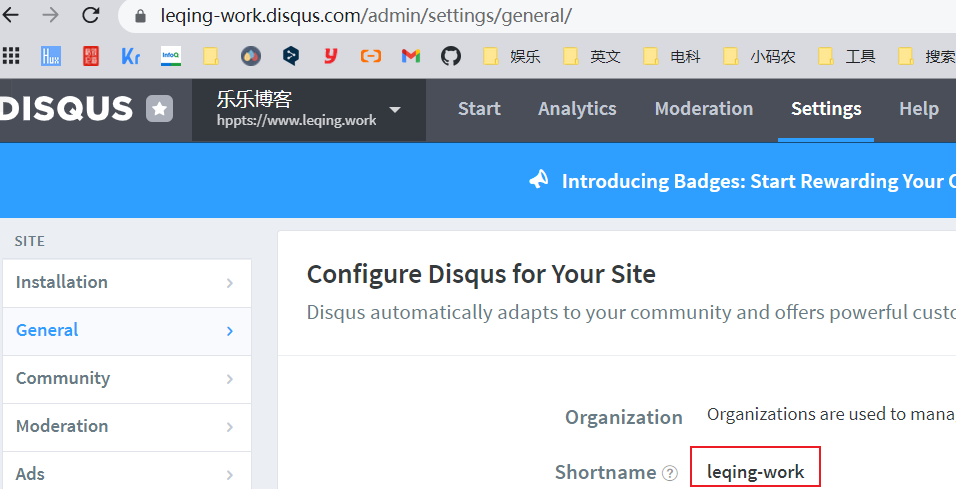 leqing-work.disqus.com/admin/settings/general/
flux
Kr
InfoQ
娱乐
英文
电科
小码农
工具
搜索
DISQUS
乐乐博客
hppts://www.leqing.work
Start
Analytics
Moderation
Settings
Help
Introducing Badges: Start Rewarding Your
SITE
Installation
General
Community
Moderation
Ads
Configure Disqus for Your Site
Disqus automatically adapts to your community and offers powerful custo
Organization
Organizations are used to mana
Shortname ?
leqing-work